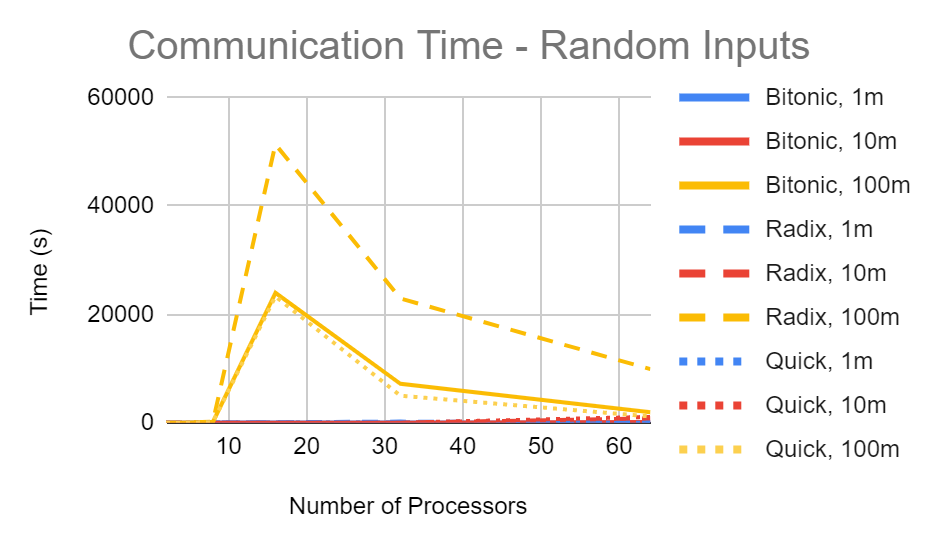 Communication Time - Random Inputs
60000
40000
20000
0
Time (s)
10 20 30 40 50 60
Number of Processors
Bitonic, 1m
Bitonic, 10m
Bitonic, 100m
Radix, 1m
Radix, 10m
Radix, 100m
Quick, 1m
Quick, 10m
Quick, 100m